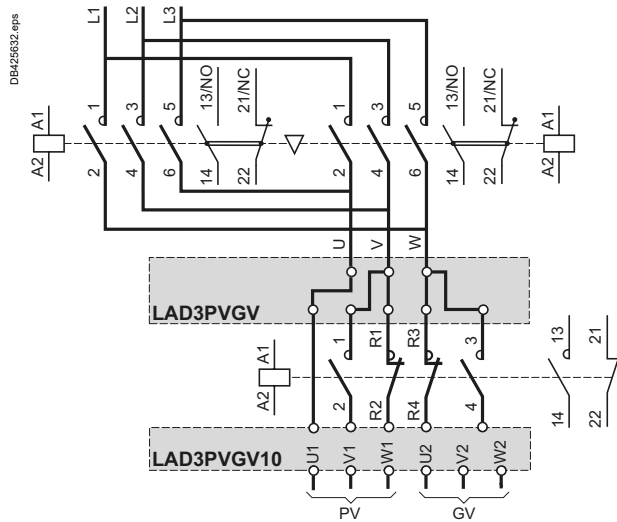 DB425632.eps
L1 L2 L3
A1 1 3 5 13/NO 21/NC 1 3 5 13/NO 21/NC A1
A2 2 4 6 14 22 2 4 6 14 22 A2
U V W
LAD3PVGV
A1 1 R1 R3 3 13 21
A2 2 R2 R4 4 14 22
LAD3PVGV10 U1 V1 W1 U2 V2 W2
PV GV